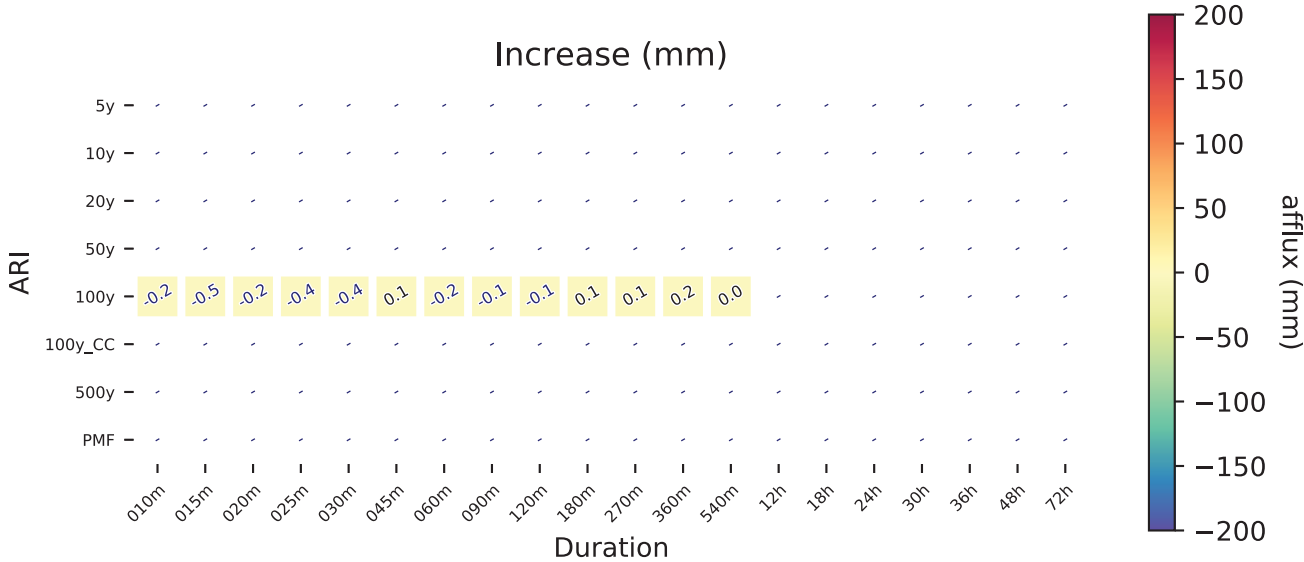 Increase (mm)
5y - - - - - - - - - - - - - - - - - - - -
10y - - - - - - - - - - - - - - - - - - - -
20y - - - - - - - - - - - - - - - - - - - -
50y - - - - - - - - - - - - - - - - - - - -
100y -0.2 -0.5 -0.2 -0.4 -0.4 0.1 -0.2 -0.1 -0.1 0.1 0.1 0.2 0.0 - - - - - - -
100y_CC - - - - - - - - - - - - - - - - - - - -
500y - - - - - - - - - - - - - - - - - - - -
PMF - - - - - - - - - - - - - - - - - - - -
ARI
010m 015m 020m 025m 030m 045m 060m 090m 120m 180m 270m 360m 540m 12h 18h 24h 30h 36h 48h 72h
Duration
200
150
100
50
0
−50
−100
−150
−200
afflux (mm)